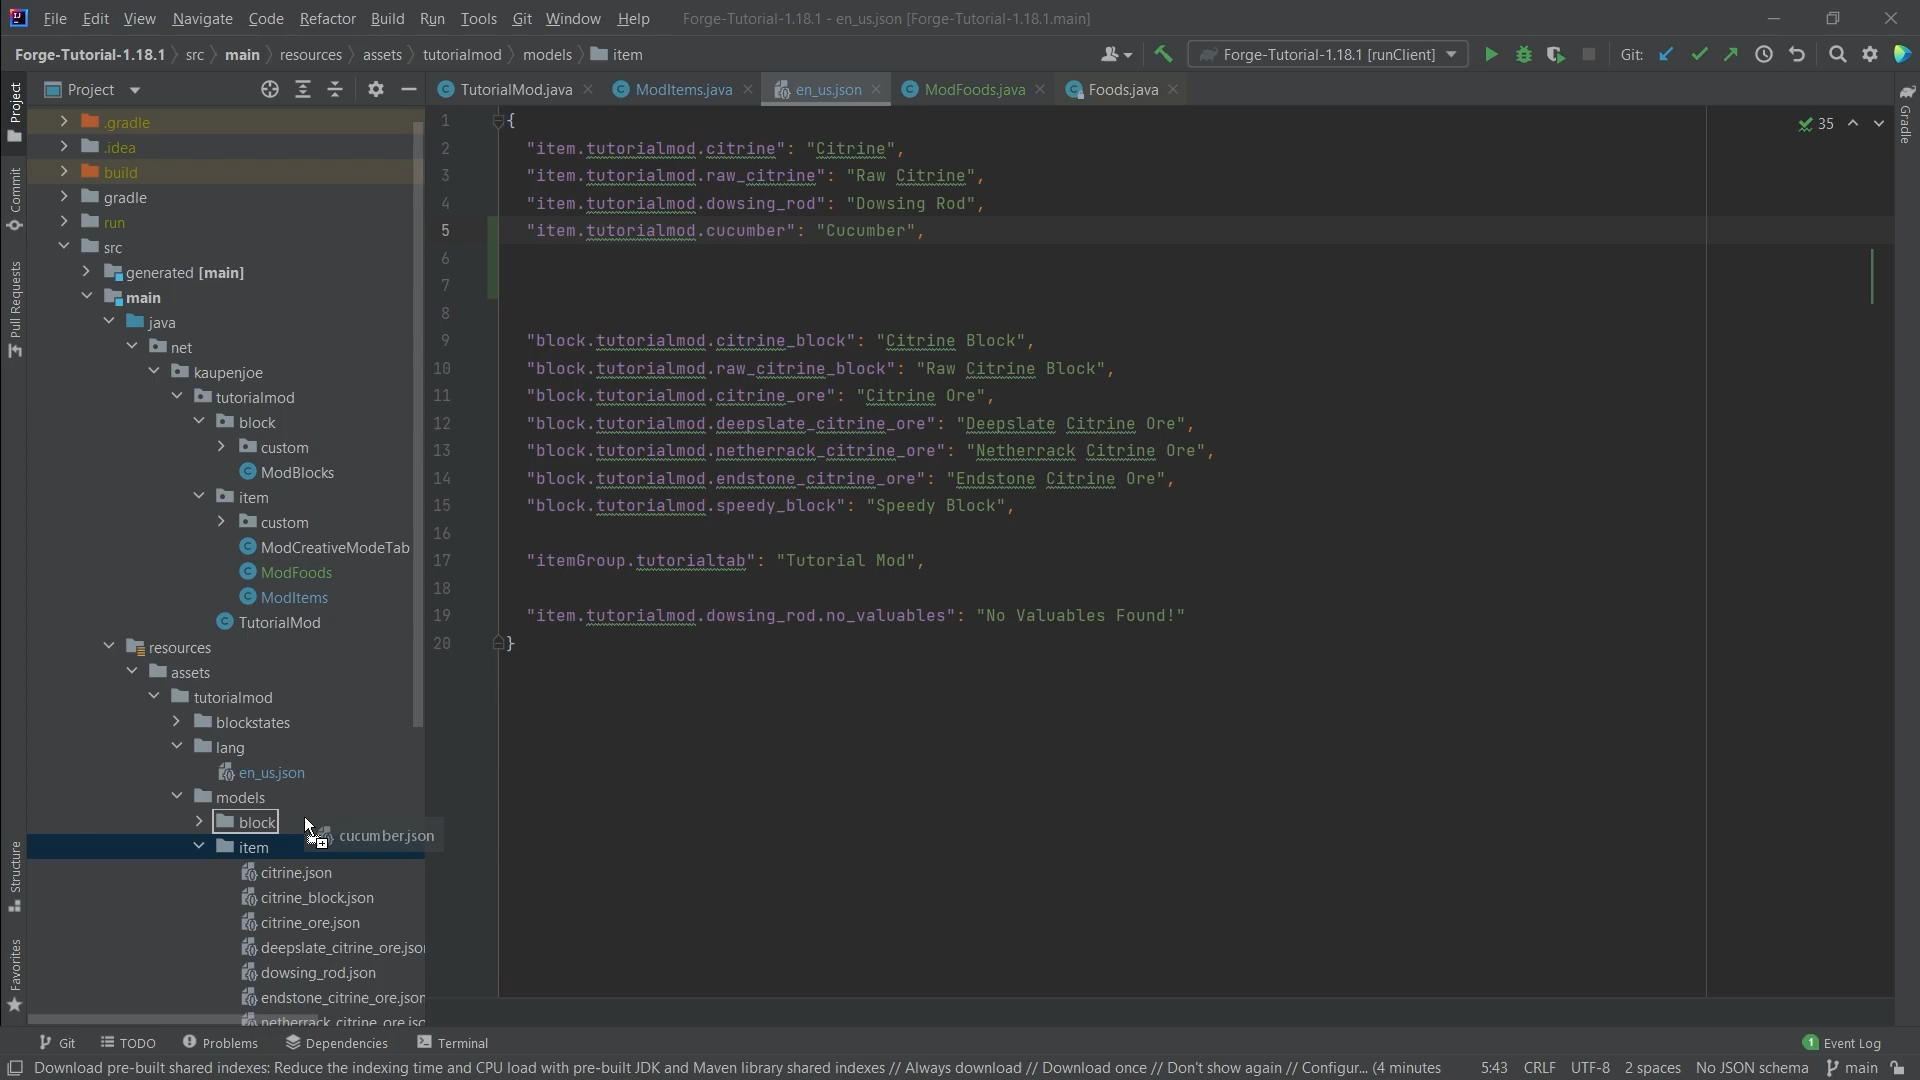 File Edit View Navigate Code Refactor Build Run Tools Git Window Help Forge-Tutorial-1.18.1 - en_us.json [Forge-Tutorial-1.18.1.main]
Forge-Tutorial-1.18.1 src main resources assets tutorialmod models item Forge-Tutorial-1.18.1 [runClient] Git:
Project TutorialMod.java ModItems.java en_us.json ModFoods.java Foods.java
Project
Commit
Pull Requests
Structure
Favorites
Gradle
.gradle
.idea
build
gradle
run
src
generated [main]
main
java
net
kaupenjoe
tutorialmod
block
custom
ModBlocks
item
custom
ModCreativeModeTab
ModFoods
ModItems
TutorialMod
resources
assets
tutorialmod
blockstates
lang
en_us.json
models
block
cucumber.json
item
citrine.json
citrine_block.json
citrine_ore.json
deepslate_citrine_ore.jso
dowsing_rod.json
endstone_citrine_ore.json
netherrack_citrine_ore.jsc
35
1 {
2 "item.tutorialmod.citrine": "Citrine",
3 "item.tutorialmod.raw_citrine": "Raw Citrine",
4 "item.tutorialmod.dowsing_rod": "Dowsing Rod",
5 "item.tutorialmod.cucumber": "Cucumber",
6
7
8
9 "block.tutorialmod.citrine_block": "Citrine Block",
10 "block.tutorialmod.raw_citrine_block": "Raw Citrine Block",
11 "block.tutorialmod.citrine_ore": "Citrine Ore",
12 "block.tutorialmod.deepslate_citrine_ore": "Deepslate Citrine Ore",
13 "block.tutorialmod.netherrack_citrine_ore": "Netherrack Citrine Ore",
14 "block.tutorialmod.endstone_citrine_ore": "Endstone Citrine Ore",
15 "block.tutorialmod.speedy_block": "Speedy Block",
16
17 "itemGroup.tutorialtab": "Tutorial Mod",
18
19 "item.tutorialmod.dowsing_rod.no_valuables": "No Valuables Found!"
20 }
Git TODO Problems Dependencies Terminal 1 Event Log
Download pre-built shared indexes: Reduce the indexing time and CPU load with pre-built JDK and Maven library shared indexes // Always download // Download once // Don't show again // Configur... (4 minutes 5:43 CRLF UTF-8 2 spaces No JSON schema main